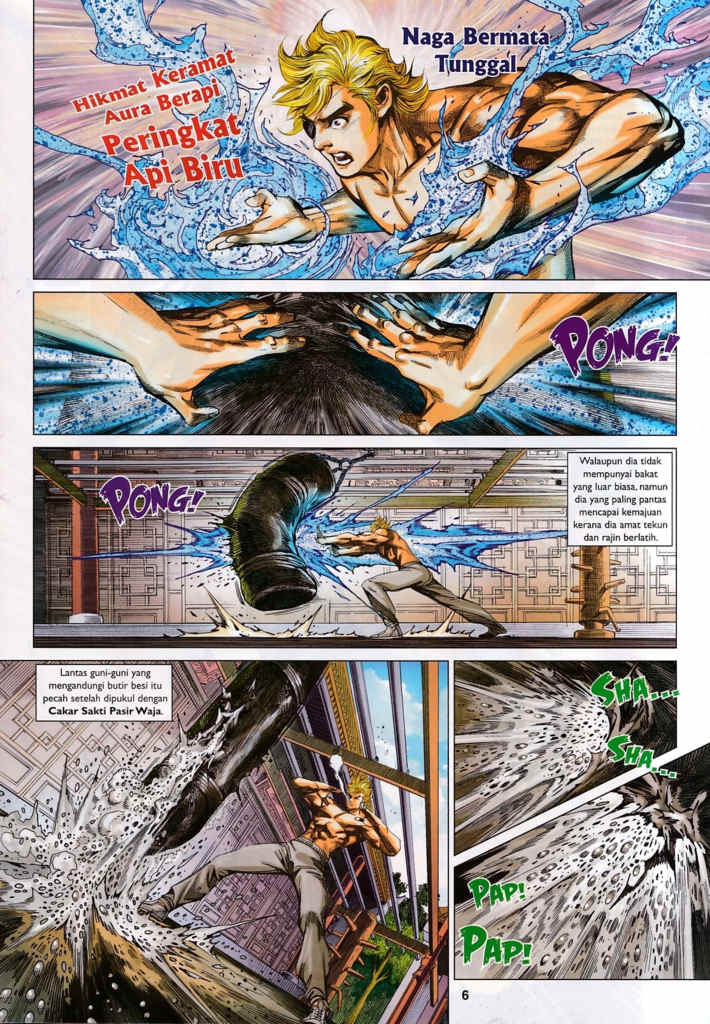 Hikmat Keramat
Aura Berapi
Peringkat
Api Biru
Naga Bermata
Tunggal
PONG!
PONG!
Walaupun dia tidak
mempunyai bakat
yang luar biasa, namun
dia yang paling pantas
mencapai kemajuan
kerana dia amat tekun
dan rajin berlatih.
Lantas guni-guni yang
mengandungi butir besi itu
pecah setelah dipukul dengan
Cakar Sakti Pasir Waja.
SHA...
SHA...
PAP!
PAP!
6